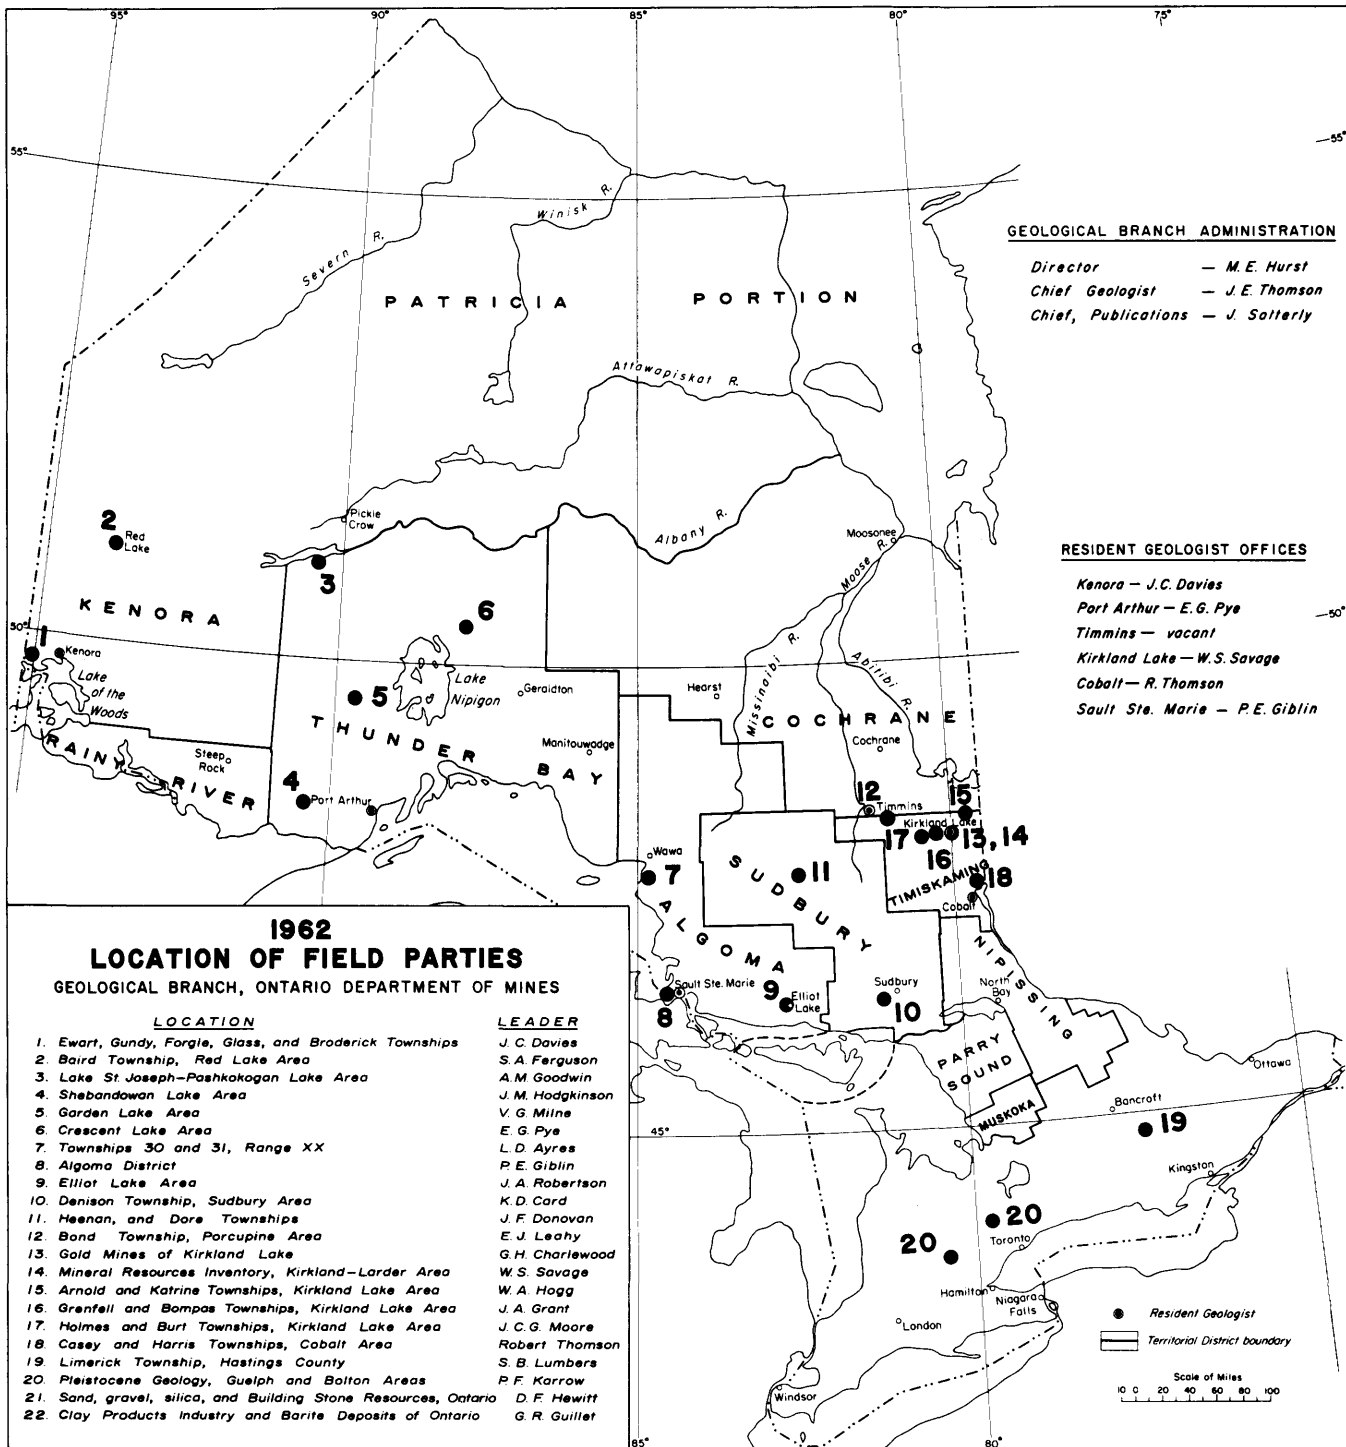 95°
90°
85°
80°
75°
55°
55°
Severn R.
Winisk R.
PATRICIA PORTION
Attawapiskat R.
GEOLOGICAL BRANCH ADMINISTRATION
Director — M.E. Hurst
Chief Geologist — J.E. Thomson
Chief, Publications — J. Satterly
2
Red Lake
Pickle Crow
3
Albany R.
Moosonee
Moose R.
RESIDENT GEOLOGIST OFFICES
Kenora — J.C. Davies
Port Arthur — E.G. Pye
Timmins — vacant
Kirkland Lake — W.S. Savage
Cobalt — R. Thomson
Sault Ste. Marie — P.E. Giblin
KENORA
6
50°
50°
1
Kenora
Lake of the Woods
5
Lake Nipigon
Geraldton
Hearst
Missinaibi R.
Abitibi R.
COCHRANE
Cochrane
THUNDER BAY
Manitouwadge
RAINY RIVER
Steep Rock
4
Port Arthur
12
Timmins
15
Kirkland Lake
17
13, 14
16
Wawa
7
SUDBURY
11
TIMISKAMING
18
Cobalt
ALGOMA
NIPISSING
Sault Ste. Marie
8
9
Elliot Lake
Sudbury
10
North Bay
PARRY SOUND
MUSKOKA
Ottawa
Bancroft
19
45°
Kingston
20
Toronto
20
Hamilton
Niagara Falls
London
Windsor
85°
80°
Resident Geologist
Territorial District boundary
Scale of Miles
10 0 20 40 60 80 100
1962
LOCATION OF FIELD PARTIES
GEOLOGICAL BRANCH, ONTARIO DEPARTMENT OF MINES
LOCATION LEADER
1. Ewart, Gundy, Forgie, Glass, and Broderick Townships J. C. Davies
2. Baird Township, Red Lake Area S.A. Ferguson
3. Lake St. Joseph–Pashkokogan Lake Area A.M. Goodwin
4. Shebandowan Lake Area J. M. Hodgkinson
5. Garden Lake Area V. G. Milne
6. Crescent Lake Area E. G. Pye
7. Townships 30 and 31, Range XX L. D. Ayres
8. Algoma District P. E. Giblin
9. Elliot Lake Area J. A. Robertson
10. Denison Township, Sudbury Area K. D. Card
11. Heenan, and Dore Townships J. F. Donovan
12. Bond Township, Porcupine Area E. J. Leahy
13. Gold Mines of Kirkland Lake G. H. Charlewood
14. Mineral Resources Inventory, Kirkland–Larder Area W. S. Savage
15. Arnold and Katrine Townships, Kirkland Lake Area W. A. Hogg
16. Grenfell and Bompas Townships, Kirkland Lake Area J. A. Grant
17. Holmes and Burt Townships, Kirkland Lake Area J. C. G. Moore
18. Casey and Harris Townships, Cobalt Area Robert Thomson
19. Limerick Township, Hastings County S. B. Lumbers
20. Pleistocene Geology, Guelph and Bolton Areas P. F. Karrow
21. Sand, gravel, silica, and Building Stone Resources, Ontario D. F. Hewitt
22. Clay Products Industry and Barite Deposits of Ontario G. R. Guillet